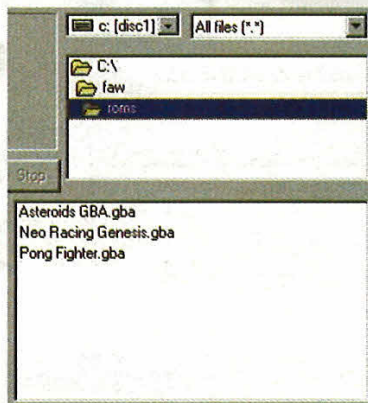 c: [disc1] All files (*.*)
C:\
faw
roms
Stop
Asteroids GBA.gba
Neo Racing Genesis.gba
Pong Fighter.gba